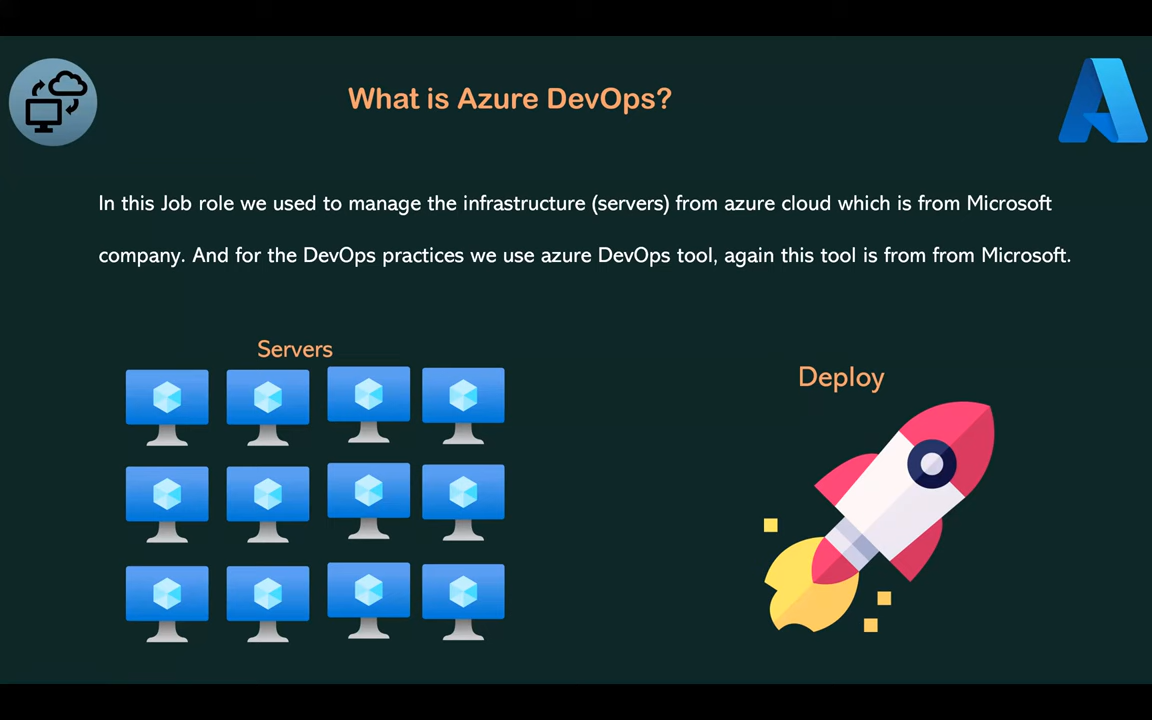 What is Azure DevOps?
In this Job role we used to manage the infrastructure (servers) from azure cloud which is from Microsoft
company. And for the DevOps practices we use azure DevOps tool, again this tool is from from Microsoft.
Servers
Deploy